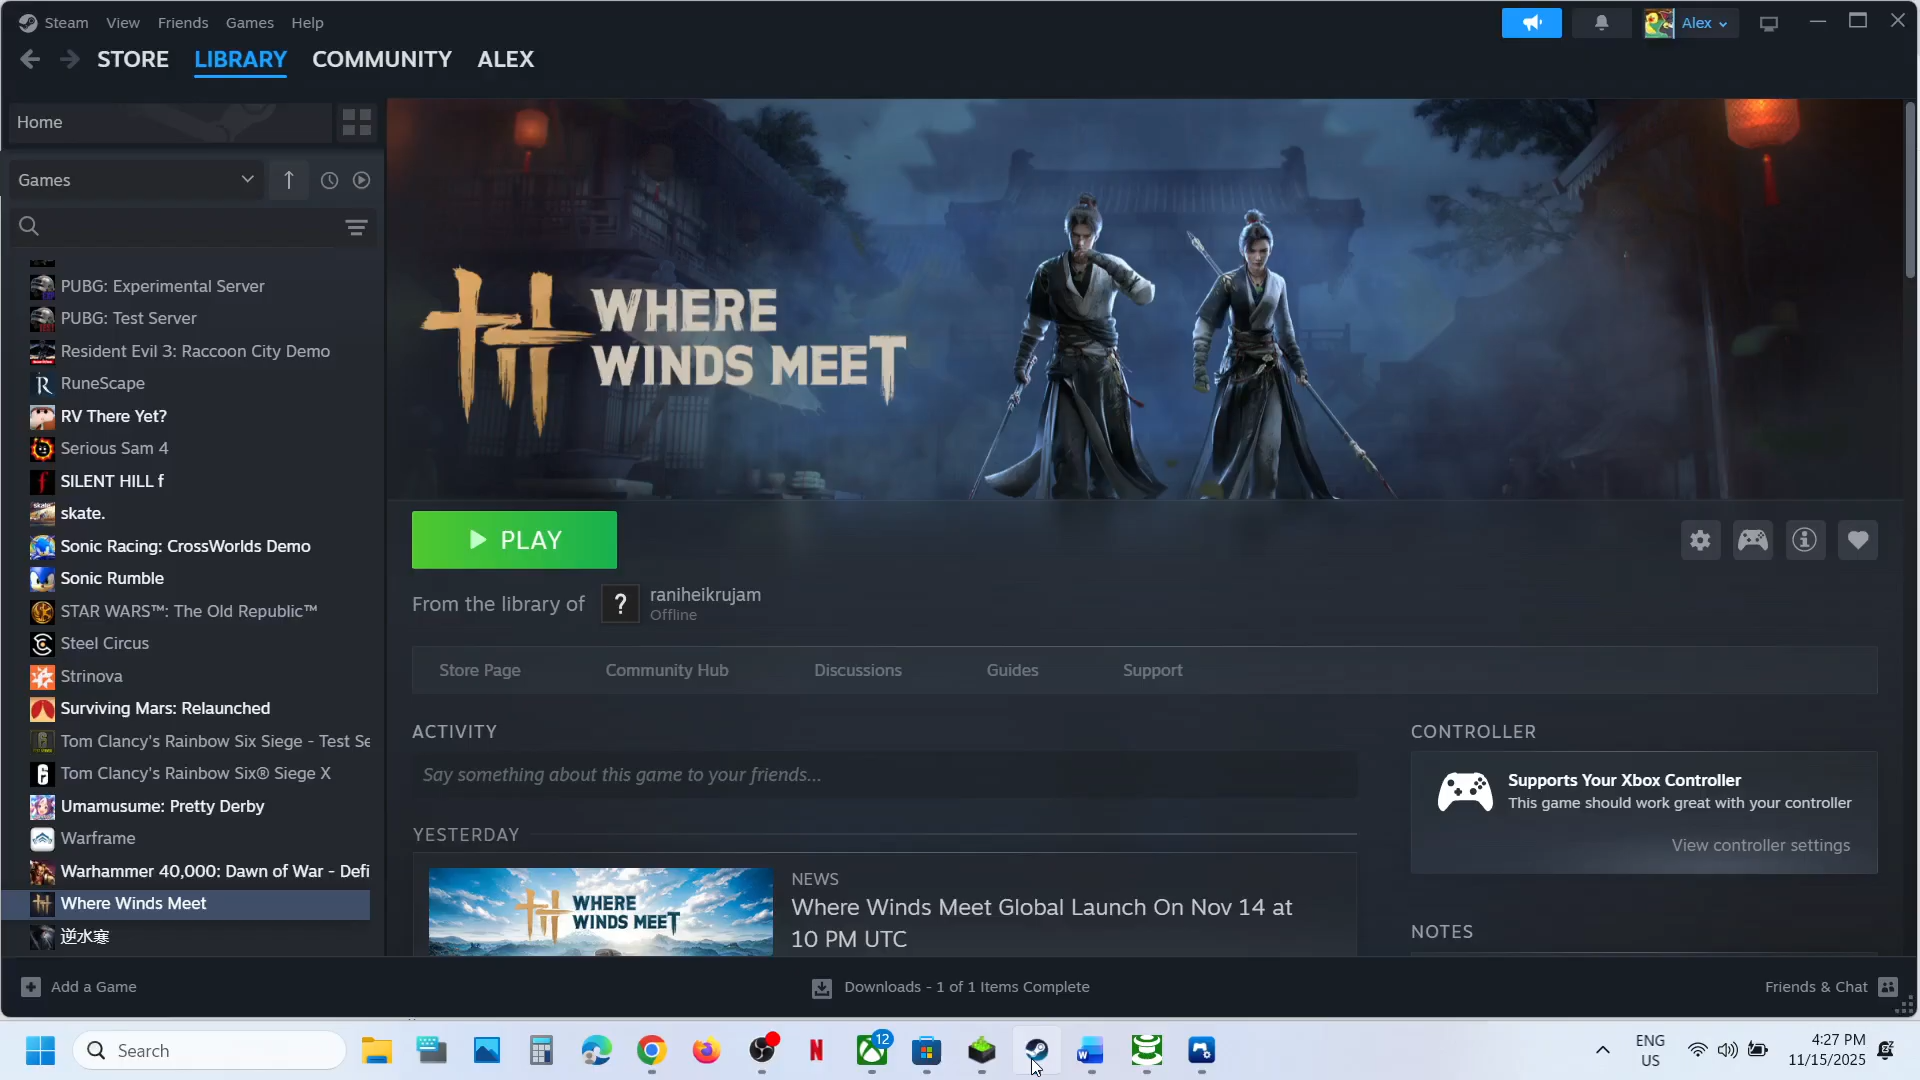 Steam View Friends Games Help
Alex
STORE LIBRARY COMMUNITY ALEX
Home
Games
PUBG: Experimental Server
PUBG: Test Server
Resident Evil 3: Raccoon City Demo
RuneScape
RV There Yet?
Serious Sam 4
SILENT HILL f
skate.
Sonic Racing: CrossWorlds Demo
Sonic Rumble
STAR WARS™: The Old Republic™
Steel Circus
Strinova
Surviving Mars: Relaunched
Tom Clancy's Rainbow Six Siege - Test Se
Tom Clancy's Rainbow Six® Siege X
Umamusume: Pretty Derby
Warframe
Warhammer 40,000: Dawn of War - Defi
Where Winds Meet
逆水寒
WHERE
WINDS MEET
PLAY
From the library of
?
raniheikrujam
Offline
Store Page Community Hub Discussions Guides Support
ACTIVITY
Say something about this game to your friends...
YESTERDAY
WHERE
WINDS MEET
NEWS
Where Winds Meet Global Launch On Nov 14 at
10 PM UTC
CONTROLLER
Supports Your Xbox Controller
This game should work great with your controller
View controller settings
NOTES
Add a Game
Downloads - 1 of 1 Items Complete
Friends & Chat
Search
12
ENG
US
4:27 PM
11/15/2025